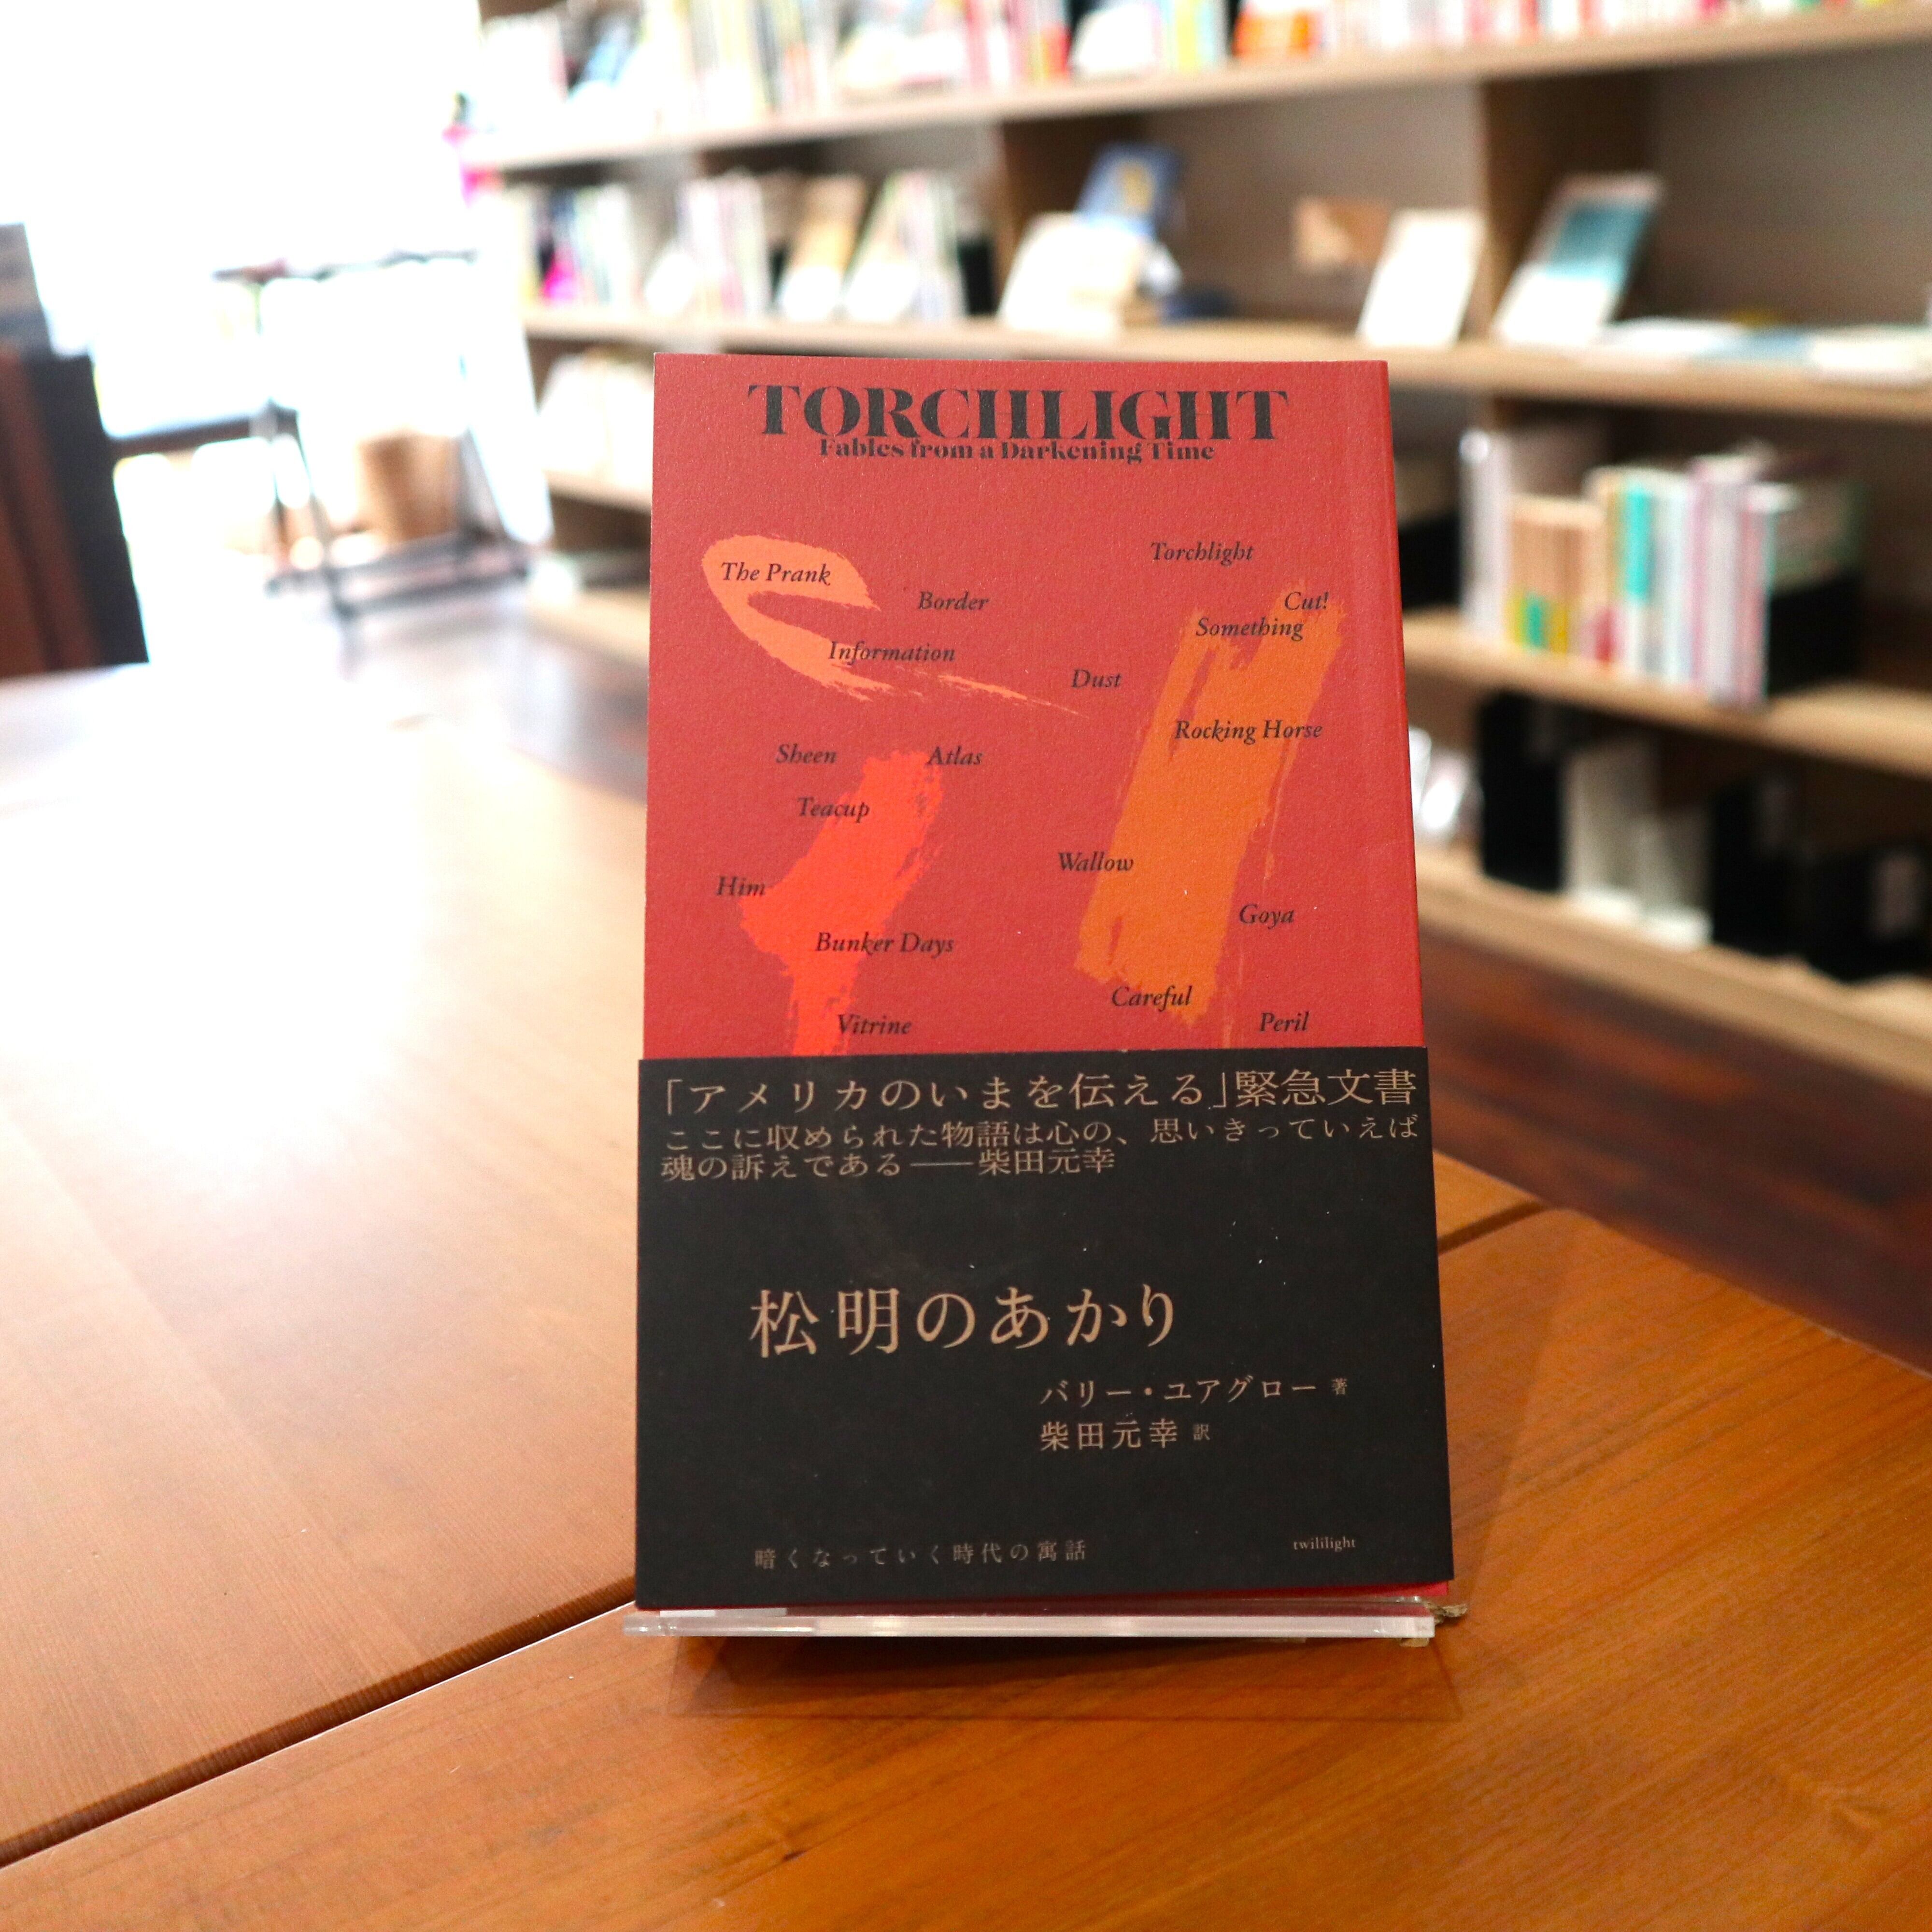 TORCHLIGHT
Fables from a Darkening Time
Torchlight
The Prank
Border
Cut!
Something
Information
Dust
Rocking Horse
Sheen
Atlas
Teacup
Wallow
Him
Goya
Bunker Days
Careful
Vitrine
Peril
「アメリカのいまを伝える」緊急文書
ここに収められた物語は心の、思いきっていえば
魂の訴えである――柴田元幸
松明のあかり
バリー・ユアグロー 著
柴田元幸 訳
暗くなっていく時代の寓話
twililight